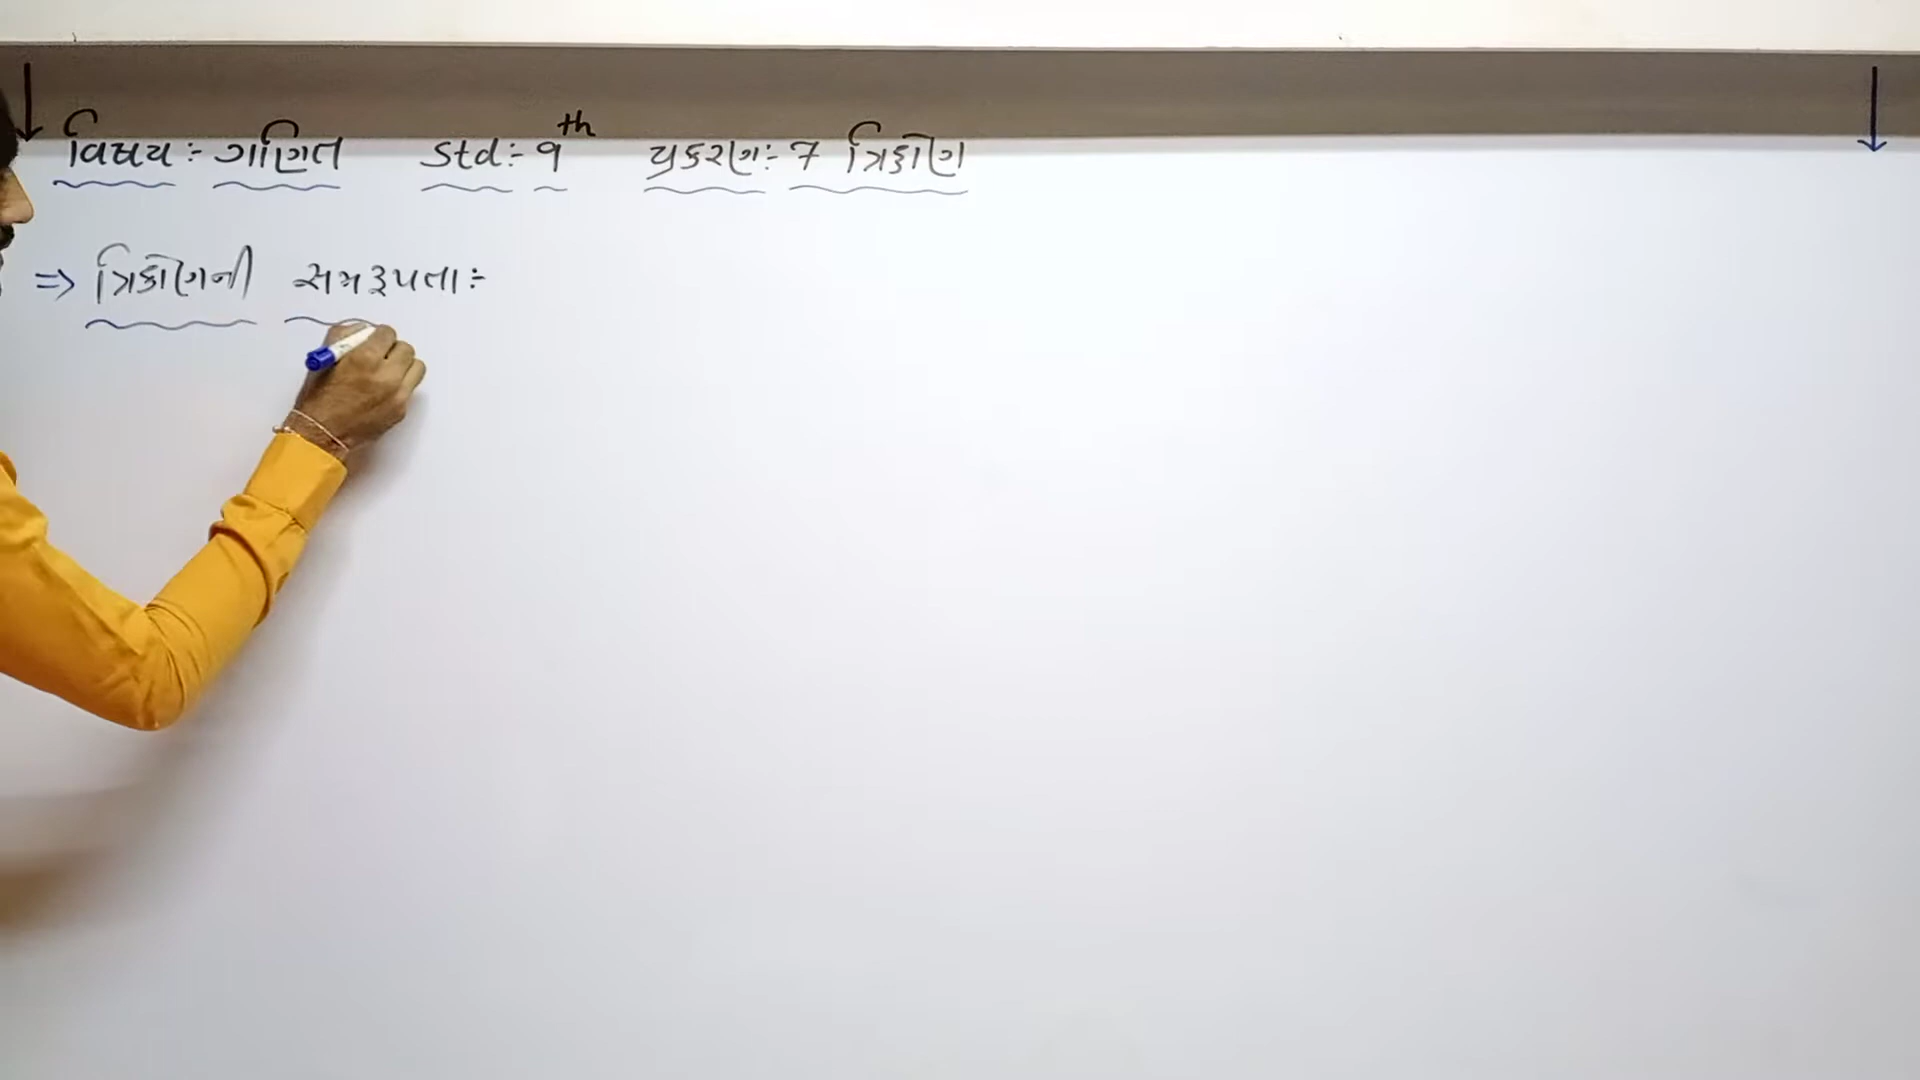 વિષય:- ગણિત Std:- 9th પ્રકરણ:- 7 ત્રિકોણ
⇒ ત્રિકોણની સમરૂપતા:-